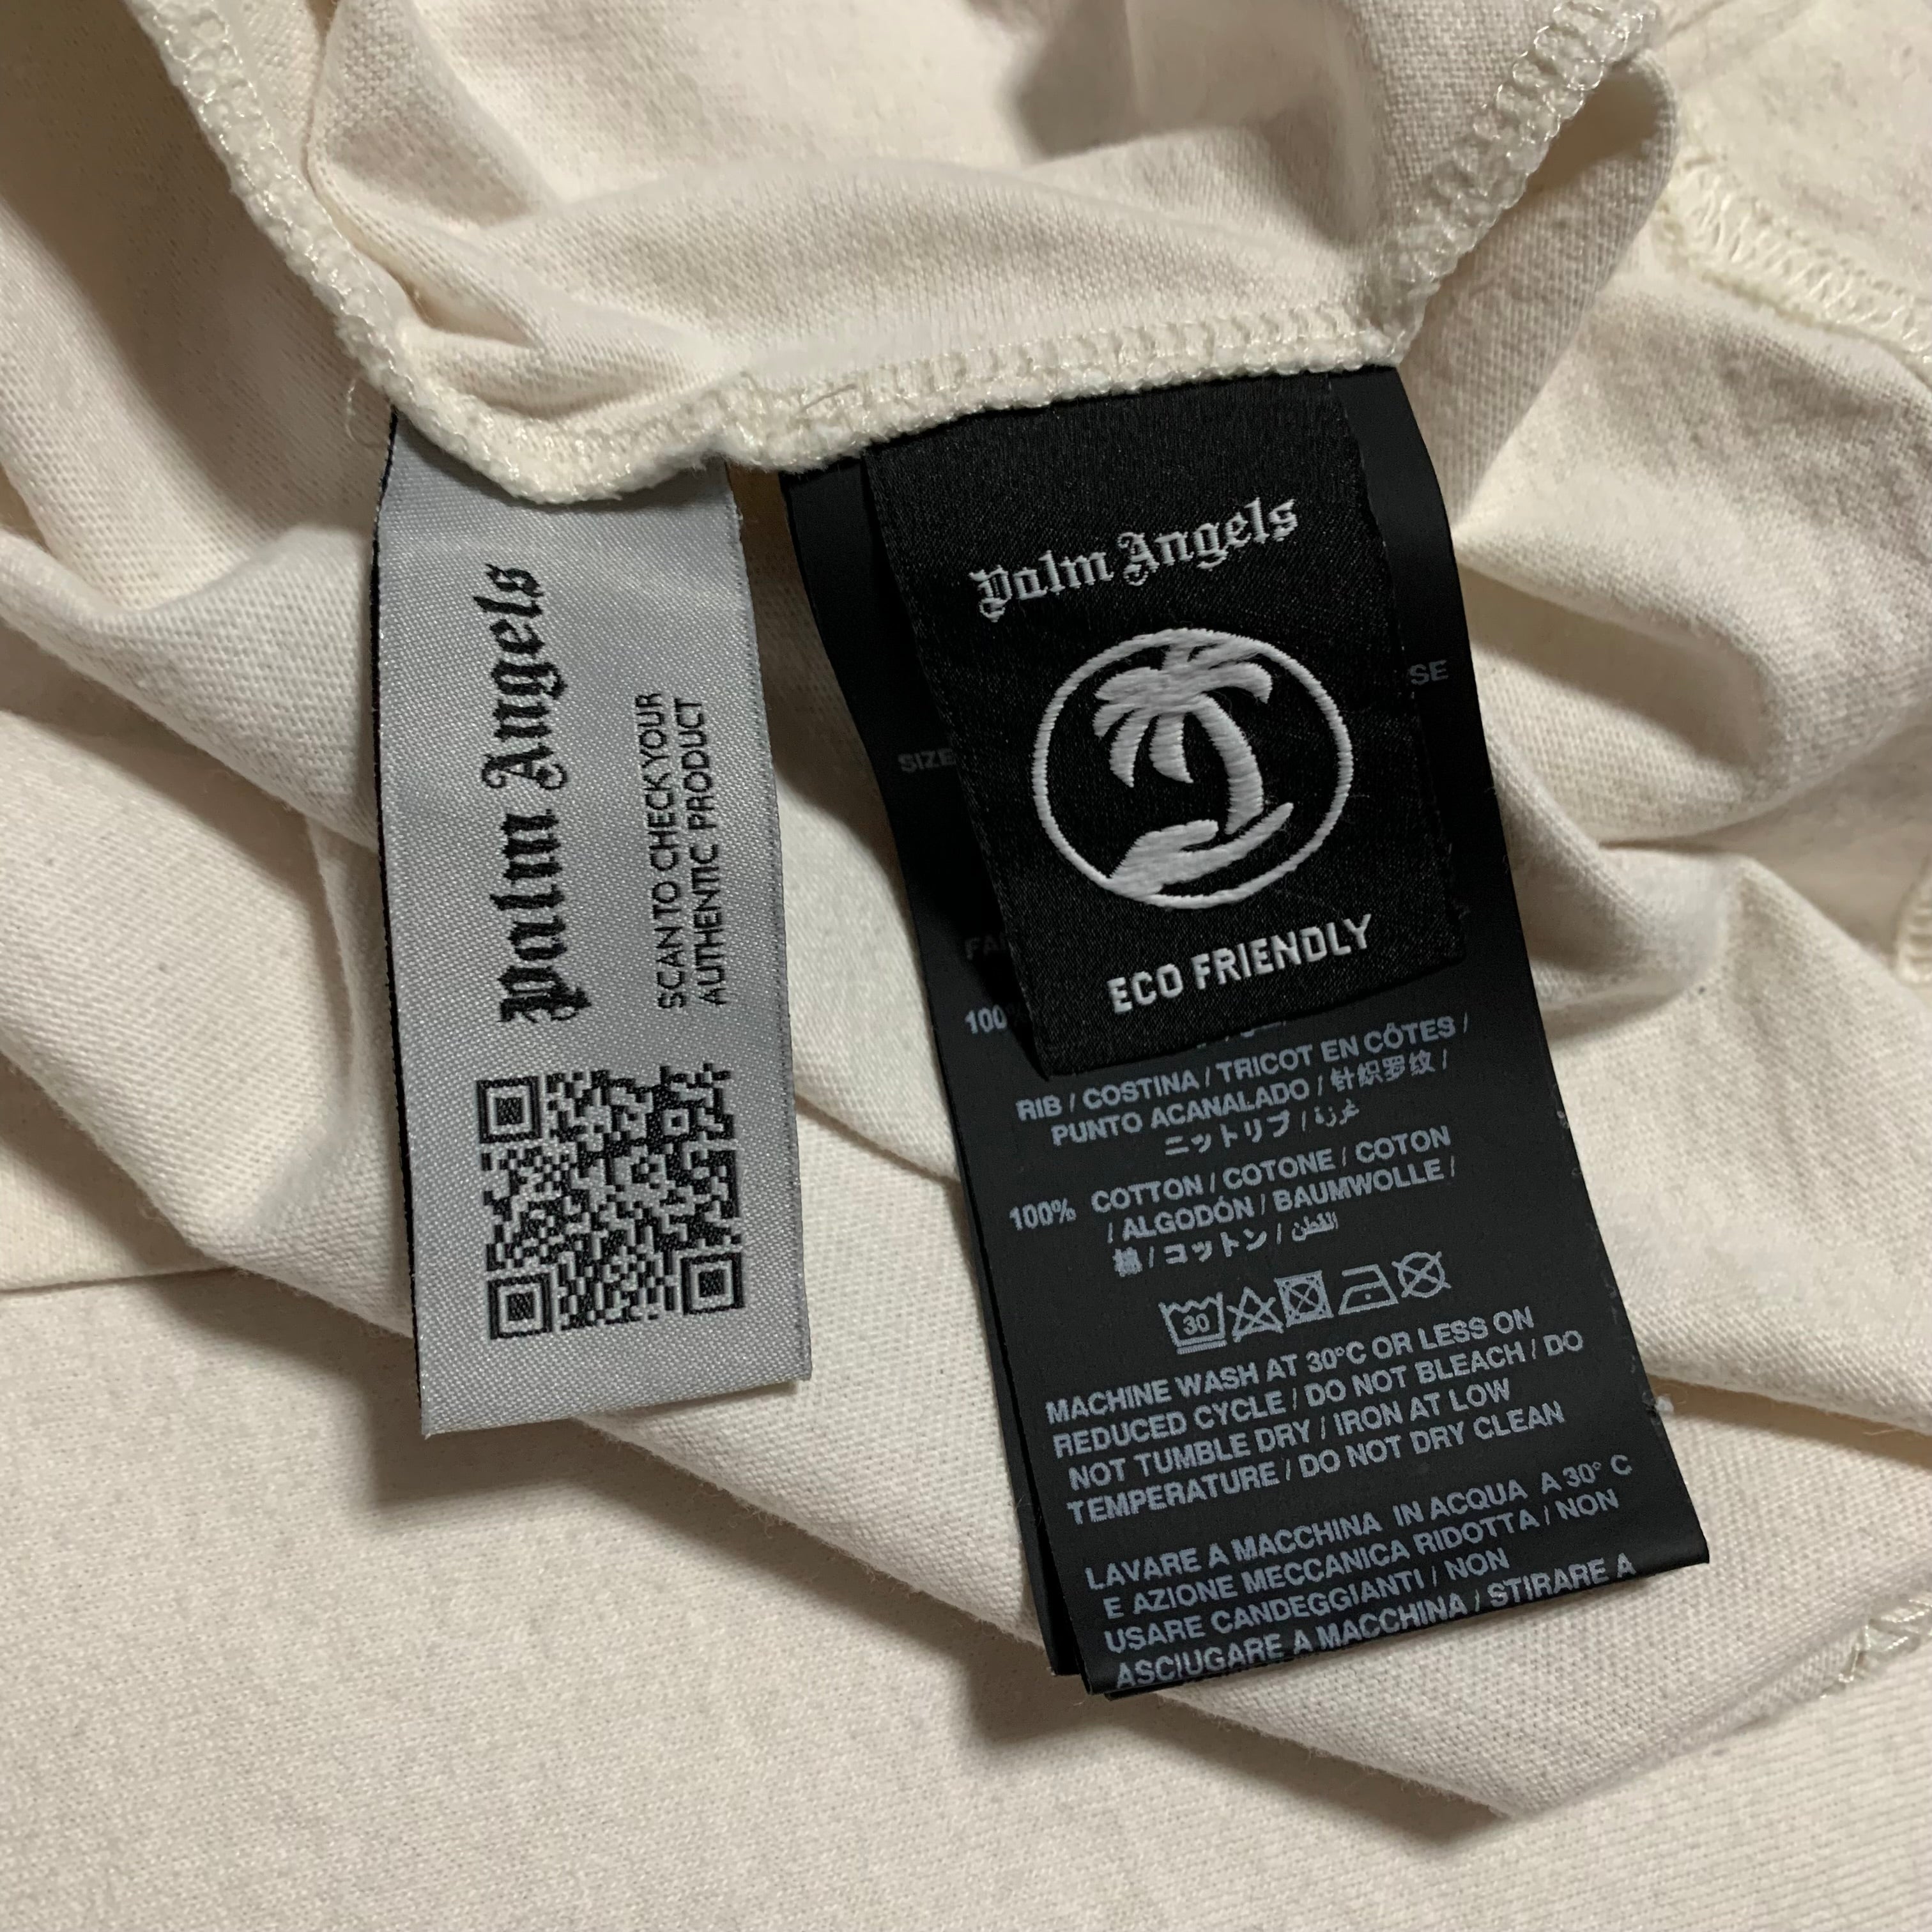 Palm Angels
SCAN TO CHECK YOUR
AUTHENTIC PRODUCT
Palm Angels
ECO FRIENDLY
SE
SIZE
100
RIB / COSTINA / TRICOT EN CÔTES /
PUNTO ACANALADO / 针织罗纹 /
ニットリブ / غرزة
100% COTTON / COTONE / COTON
/ ALGODÓN / BAUMWOLLE /
棉 / コットン / القطن
30
MACHINE WASH AT 30°C OR LESS ON
REDUCED CYCLE / DO NOT BLEACH / DO
NOT TUMBLE DRY / IRON AT LOW
TEMPERATURE / DO NOT DRY CLEAN
LAVARE A MACCHINA IN ACQUA A 30° C
E AZIONE MECCANICA RIDOTTA / NON
USARE CANDEGGIANTI / NON
ASCIUGARE A MACCHINA / STIRARE A